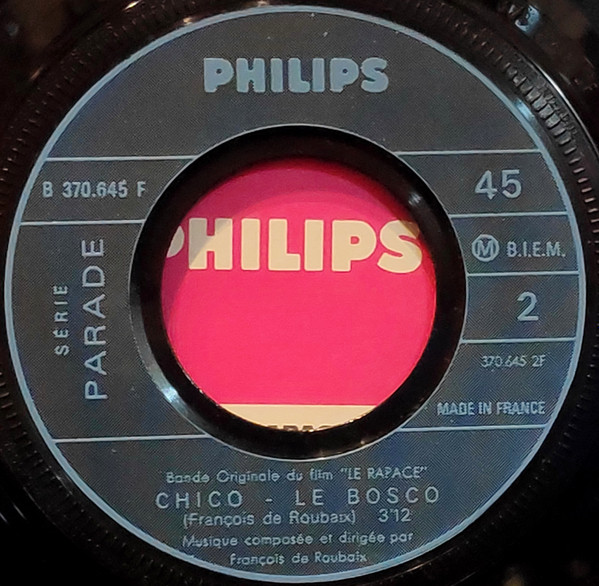 PHILIPS
B 370.645 F
45
PHILIPS
Ⓜ B.I.E.M.
SÉRIE
PARADE
2
370.645 2F
MADE IN FRANCE
Bande Originale du film "LE RAPACE"
CHICO - LE BOSCO
(François de Roubaix) 3'12
Musique composée et dirigée par
François de Roubaix